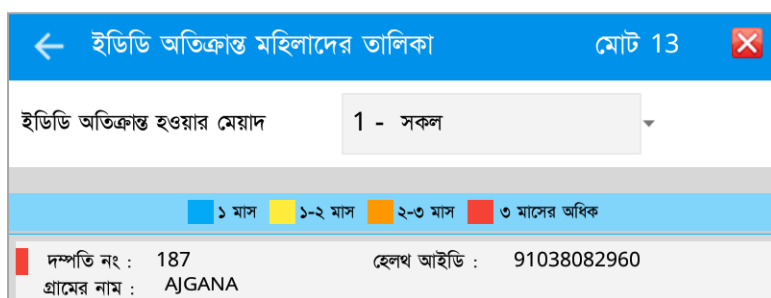 ইডিডি অতিক্রান্ত মহিলাদের তালিকা মোট 13
ইডিডি অতিক্রান্ত হওয়ার মেয়াদ 1 - সকল
১ মাস ১-২ মাস ২-৩ মাস ৩ মাসের অধিক
দম্পতি নং : 187 হেলথ আইডি : 91038082960
গ্রামের নাম : AJGANA